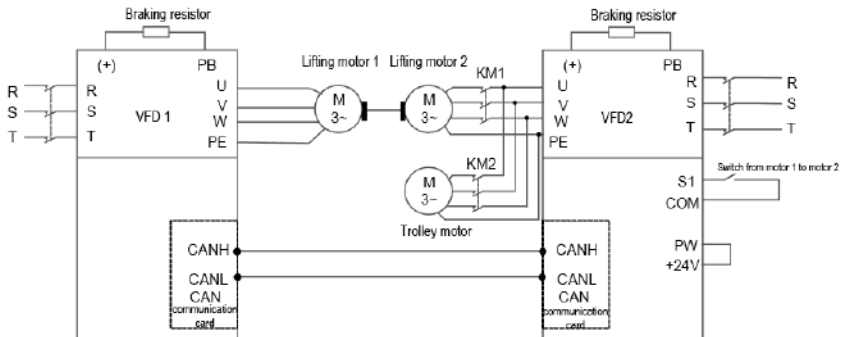 Braking resistor
Braking resistor
(+) PB
Lifting motor 1 Lifting motor 2
KM1
(+) PB
R R U
M 3~
M 3~
U R R
S S V
VFD 1
V S S
VFD2
T T W
W T T
PE
PE
KM2
M 3~
Trolley motor
S1
Switch from motor 1 to motor 2
COM
CANH
CANH
PW
CANL
CANL
+24V
CAN
communication
card
CAN
communication
card